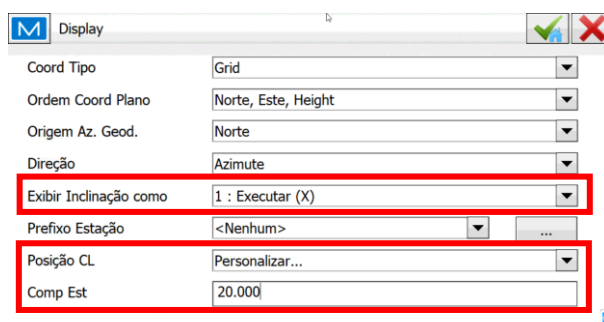 Display
Coord Tipo Grid
Ordem Coord Plano Norte, Este, Height
Origem Az. Geod. Norte
Direção Azimute
Exibir Inclinação como 1 : Executar (X)
Prefixo Estação <Nenhum> ...
Posição CL Personalizar...
Comp Est 20.000